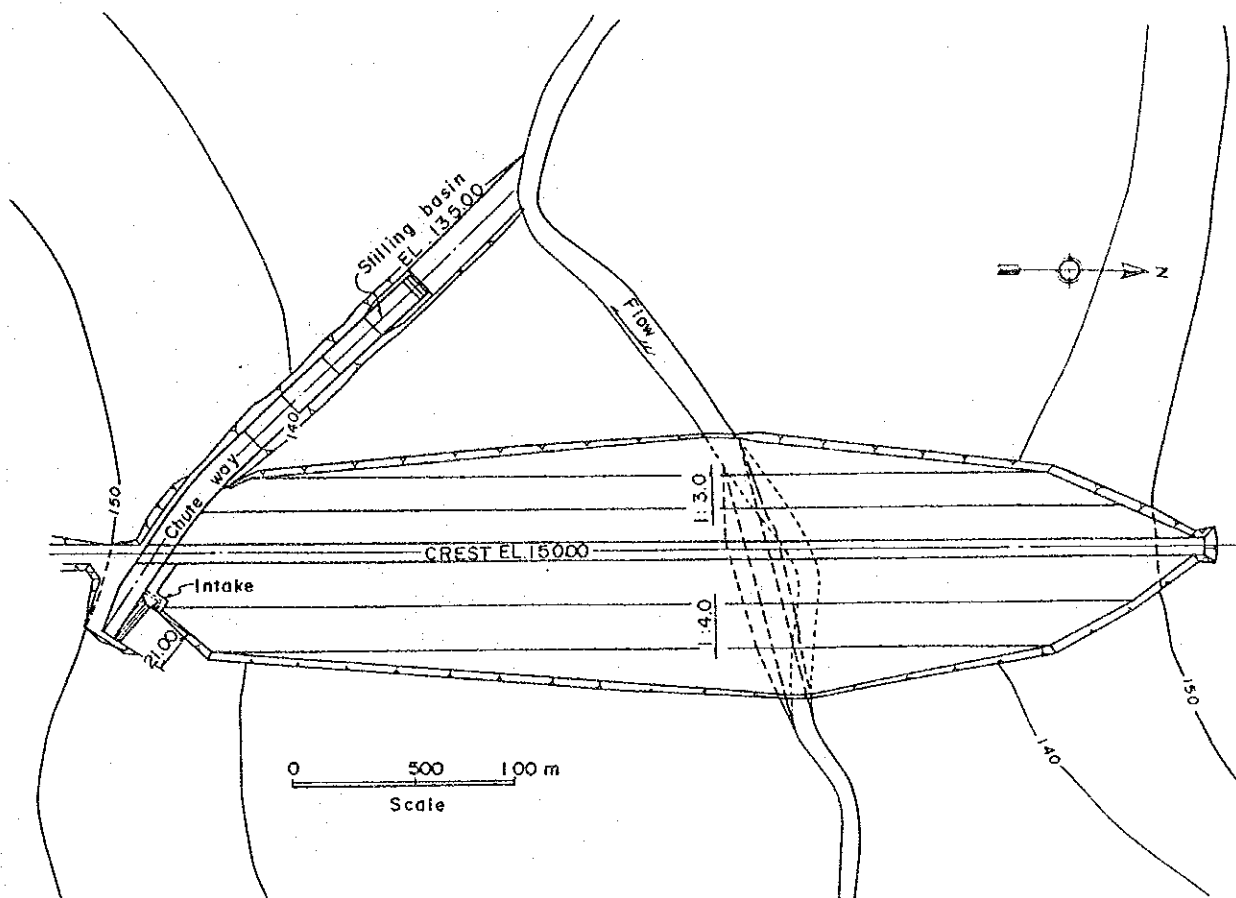 Stilling basin
EL. 135.00
N
Flow
140
1:3.0
Chute way
150
CREST EL.150.00
Intake
1:4.0
21.00
150
140
0 500 100 m
Scale